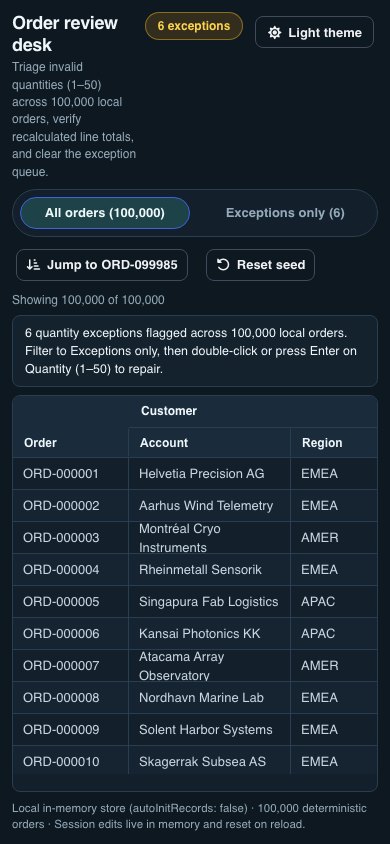 Order review
desk
6 exceptions
Light theme
Triage invalid
quantities (1–50)
across 100,000 local
orders, verify
recalculated line totals,
and clear the exception
queue.
All orders (100,000)
Exceptions only (6)
Jump to ORD-099985
Reset seed
Showing 100,000 of 100,000
6 quantity exceptions flagged across 100,000 local orders.
Filter to Exceptions only, then double-click or press Enter on
Quantity (1–50) to repair.
Customer
Order Account Region
ORD-000001 Helvetia Precision AG EMEA
ORD-000002 Aarhus Wind Telemetry EMEA
ORD-000003 Montréal Cryo Instruments AMER
ORD-000004 Rheinmetall Sensorik EMEA
ORD-000005 Singapura Fab Logistics APAC
ORD-000006 Kansai Photonics KK APAC
ORD-000007 Atacama Array Observatory AMER
ORD-000008 Nordhavn Marine Lab EMEA
ORD-000009 Solent Harbor Systems EMEA
ORD-000010 Skagerrak Subsea AS EMEA
Local in-memory store (autoInitRecords: false) · 100,000 deterministic
orders · Session edits live in memory and reset on reload.